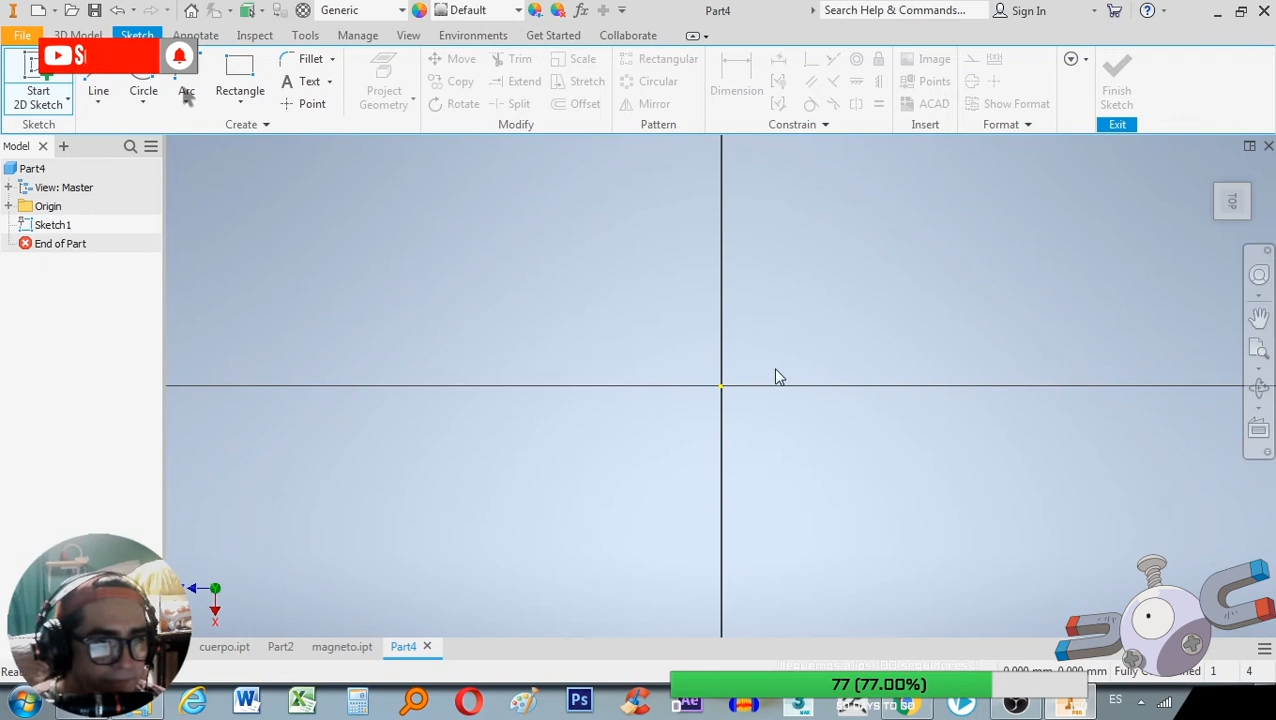 Generic
Default
Part4
Search Help & Commands...
Sign In
File
3D Model
Sketch
Annotate
Inspect
Tools
Manage
View
Environments
Get Started
Collaborate
Start
2D Sketch
Line
Circle
Arc
Rectangle
Fillet
Text
Point
Project
Geometry
Move
Copy
Rotate
Trim
Extend
Split
Scale
Stretch
Offset
Rectangular
Circular
Mirror
Dimension
Image
Points
ACAD
Show Format
Finish
Sketch
Sketch
Create
Modify
Pattern
Constrain
Insert
Format
Exit
Model
Part4
View: Master
Origin
Sketch1
End of Part
TOP
X
cuerpo.ipt
Part2
magneto.ipt
Part4
1
4
77 (77.00%)
ES